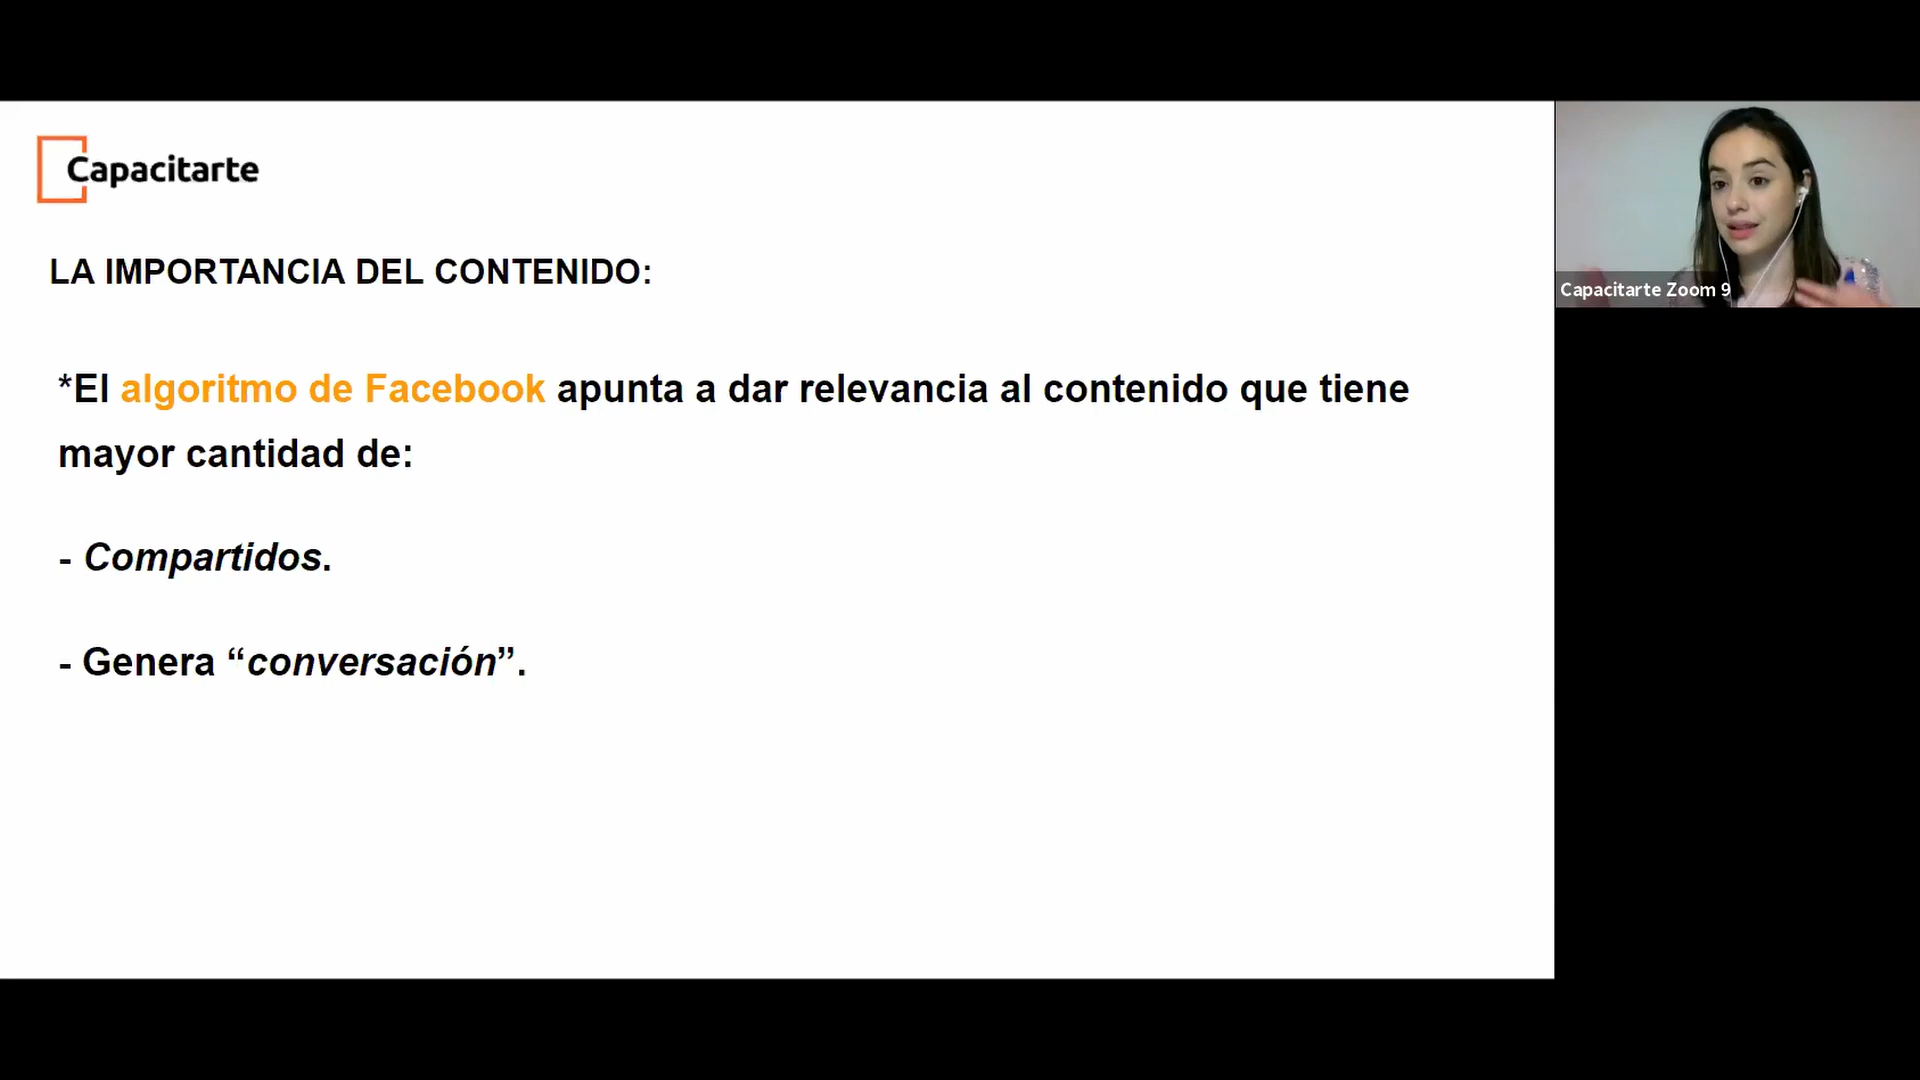 Capacitarte
LA IMPORTANCIA DEL CONTENIDO:
*El algoritmo de Facebook apunta a dar relevancia al contenido que tiene
mayor cantidad de:
- Compartidos.
- Genera “conversación”.
Capacitarte Zoom 9